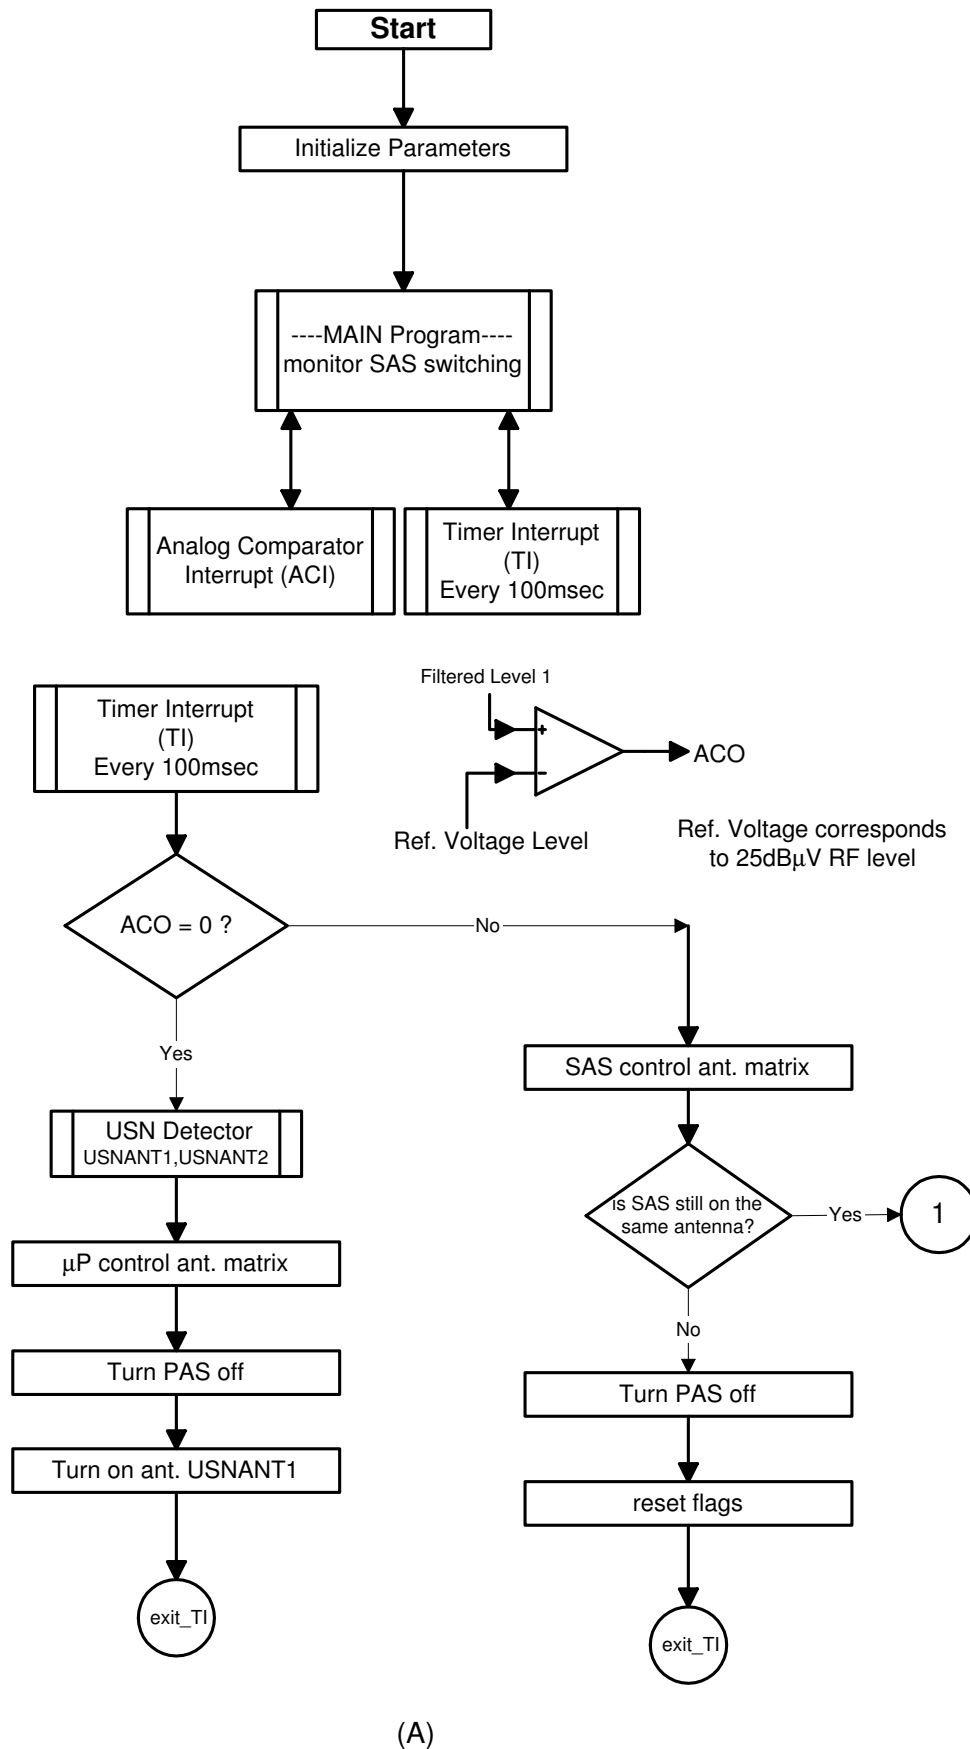 Start
Initialize Parameters
----MAIN Program----
monitor SAS switching
Analog Comparator
Interrupt (ACI)
Timer Interrupt
(TI)
Every 100msec
Timer Interrupt
(TI)
Every 100msec
Filtered Level 1
+
−
ACO
Ref. Voltage Level
Ref. Voltage corresponds
to 25dBμV RF level
ACO = 0 ?
No
Yes
USN Detector
USNANT1,USNANT2
μP control ant. matrix
Turn PAS off
Turn on ant. USNANT1
exit_TI
SAS control ant. matrix
is SAS still on the
same antenna?
Yes
1
No
Turn PAS off
reset flags
exit_TI
(A)